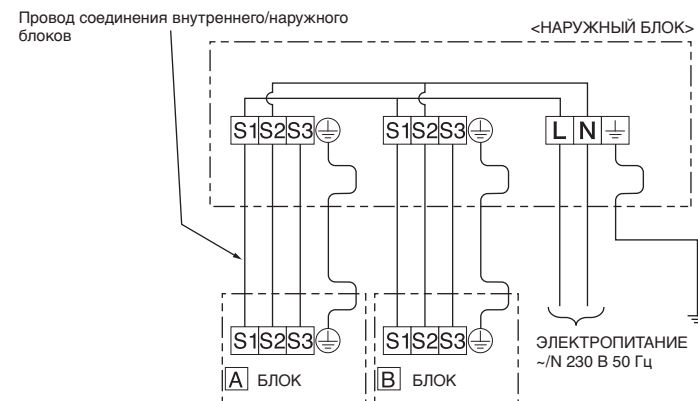 Провод соединения внутреннего/наружного
блоков
<НАРУЖНЫЙ БЛОК>
S1 S2 S3 S1 S2 S3 L N
S1 S2 S3 S1 S2 S3
ЭЛЕКТРОПИТАНИЕ
~/N 230 В 50 Гц
A БЛОК B БЛОК